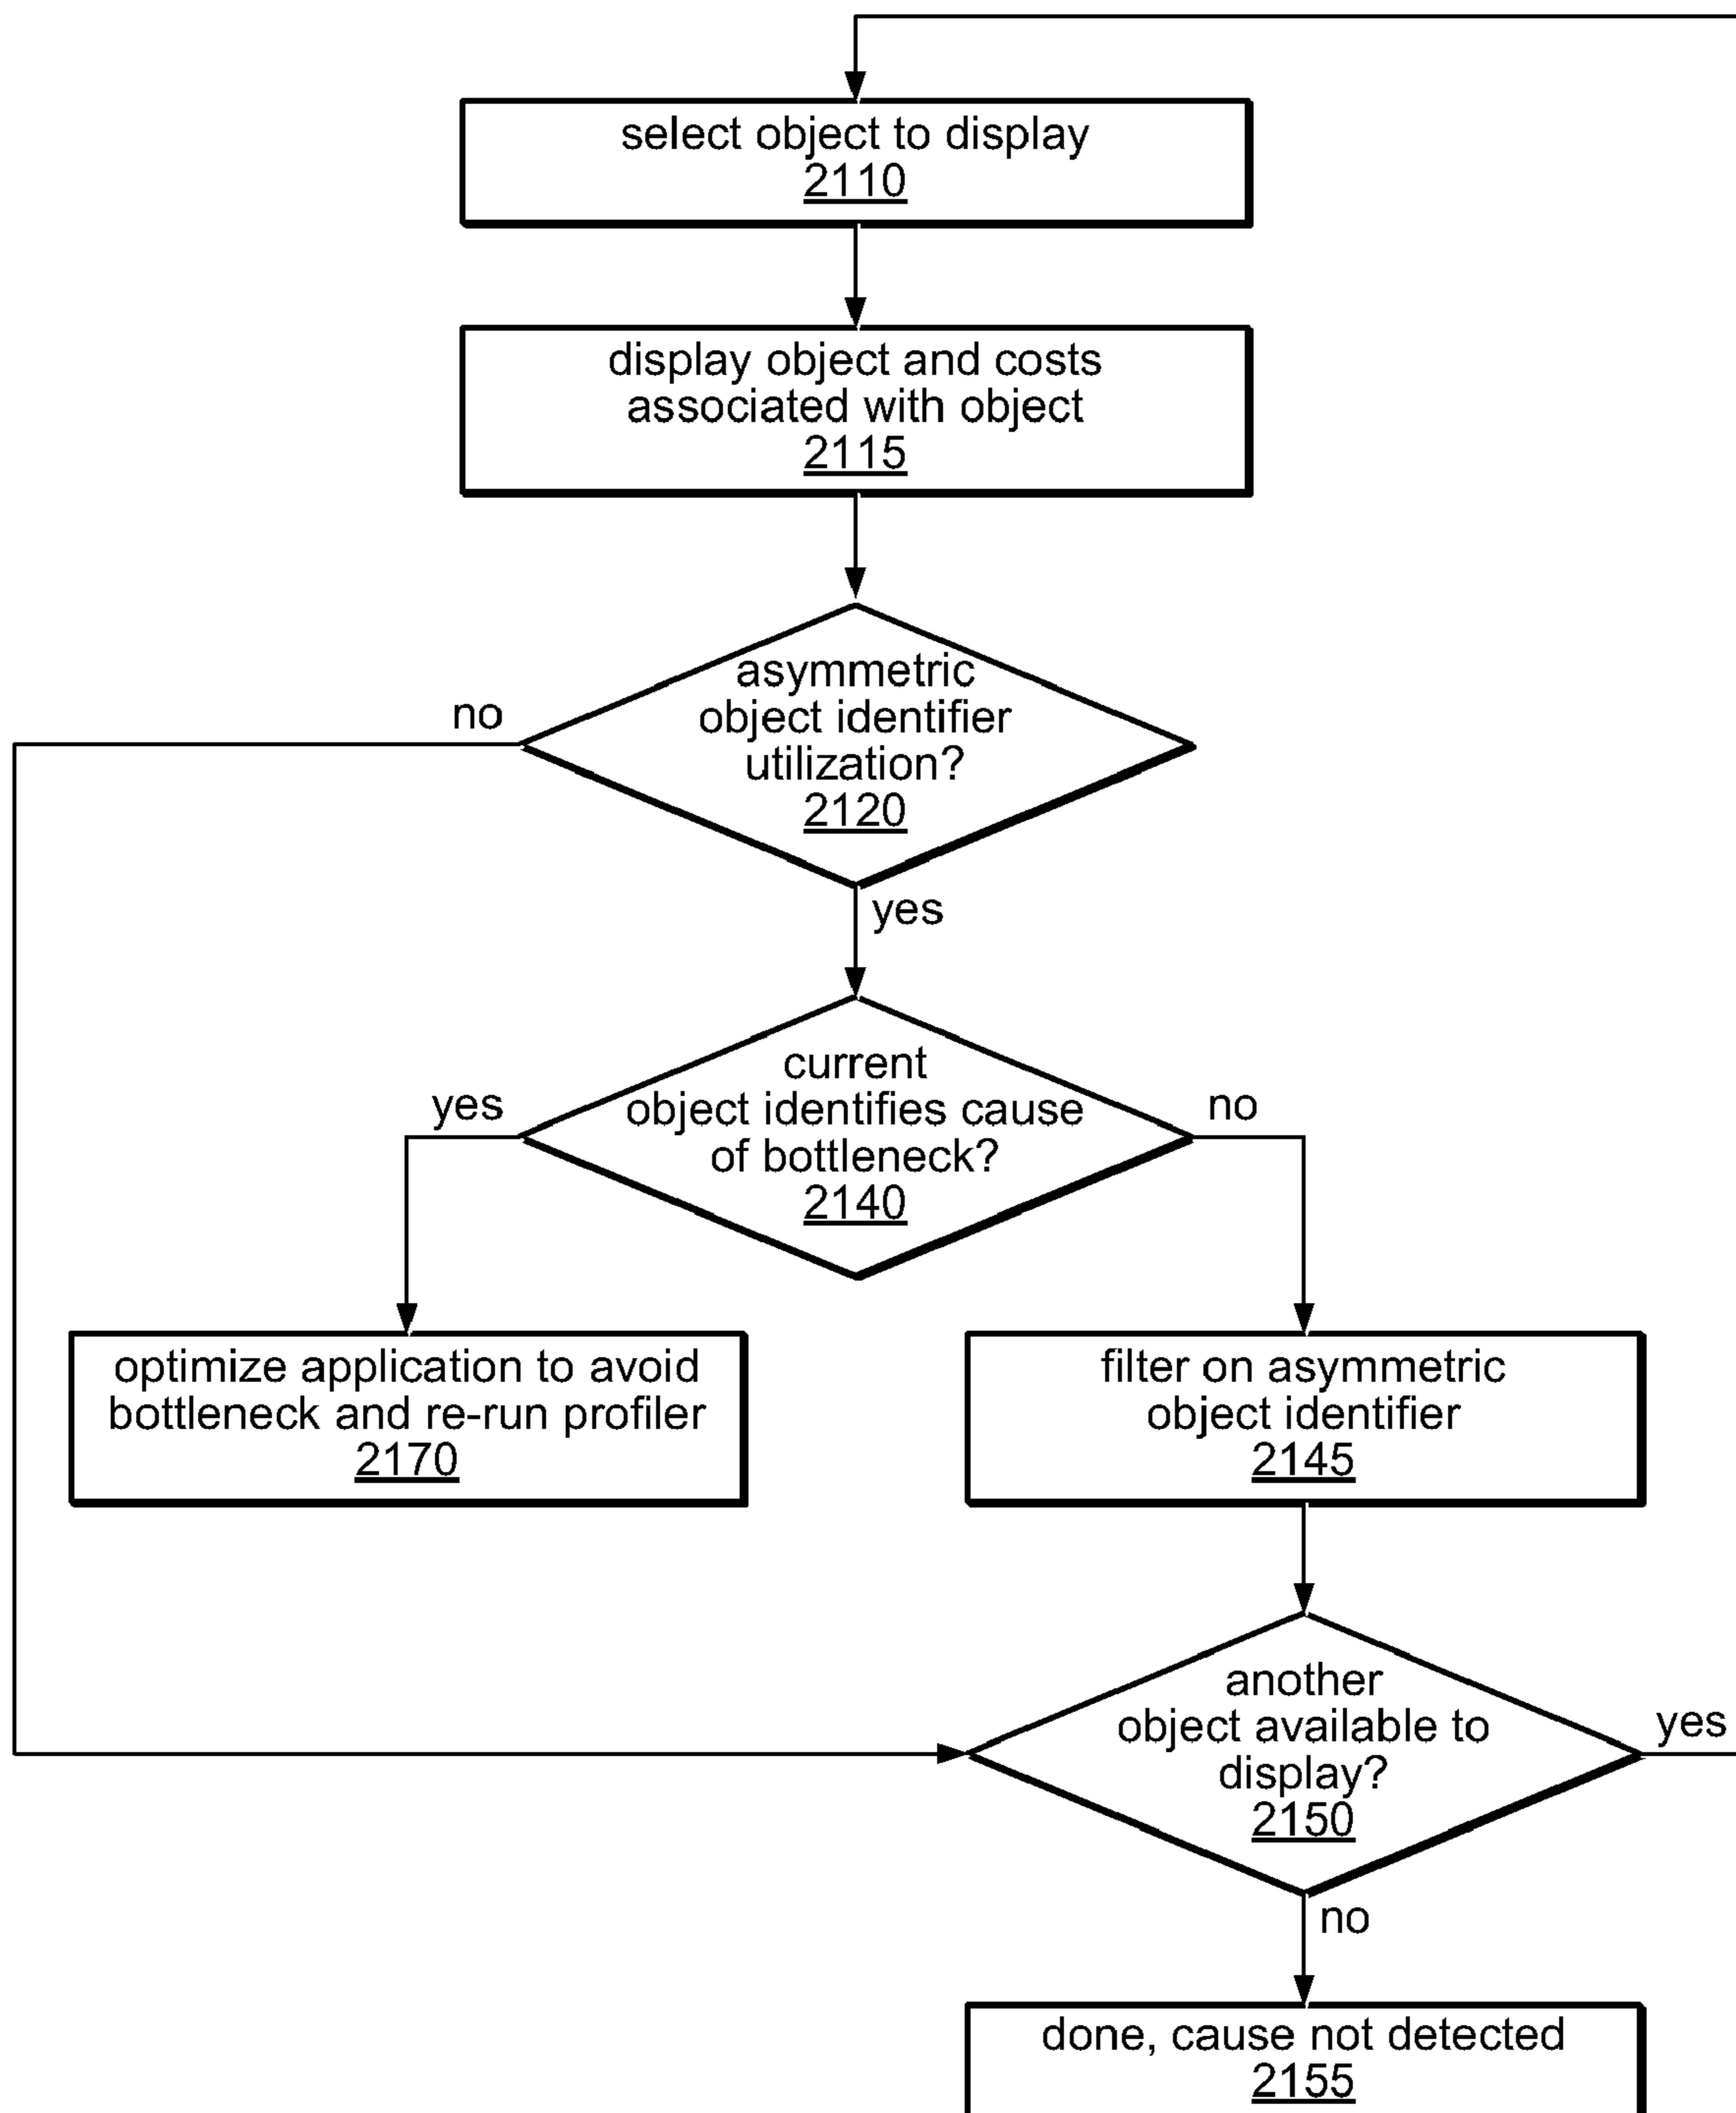 select object to display
2110
display object and costs
associated with object
2115
asymmetric
object identifier
utilization?
2120
no
yes
current
object identifies cause
of bottleneck?
2140
yes
no
optimize application to avoid
bottleneck and re-run profiler
2170
filter on asymmetric
object identifier
2145
another
object available to
display?
2150
yes
no
done, cause not detected
2155